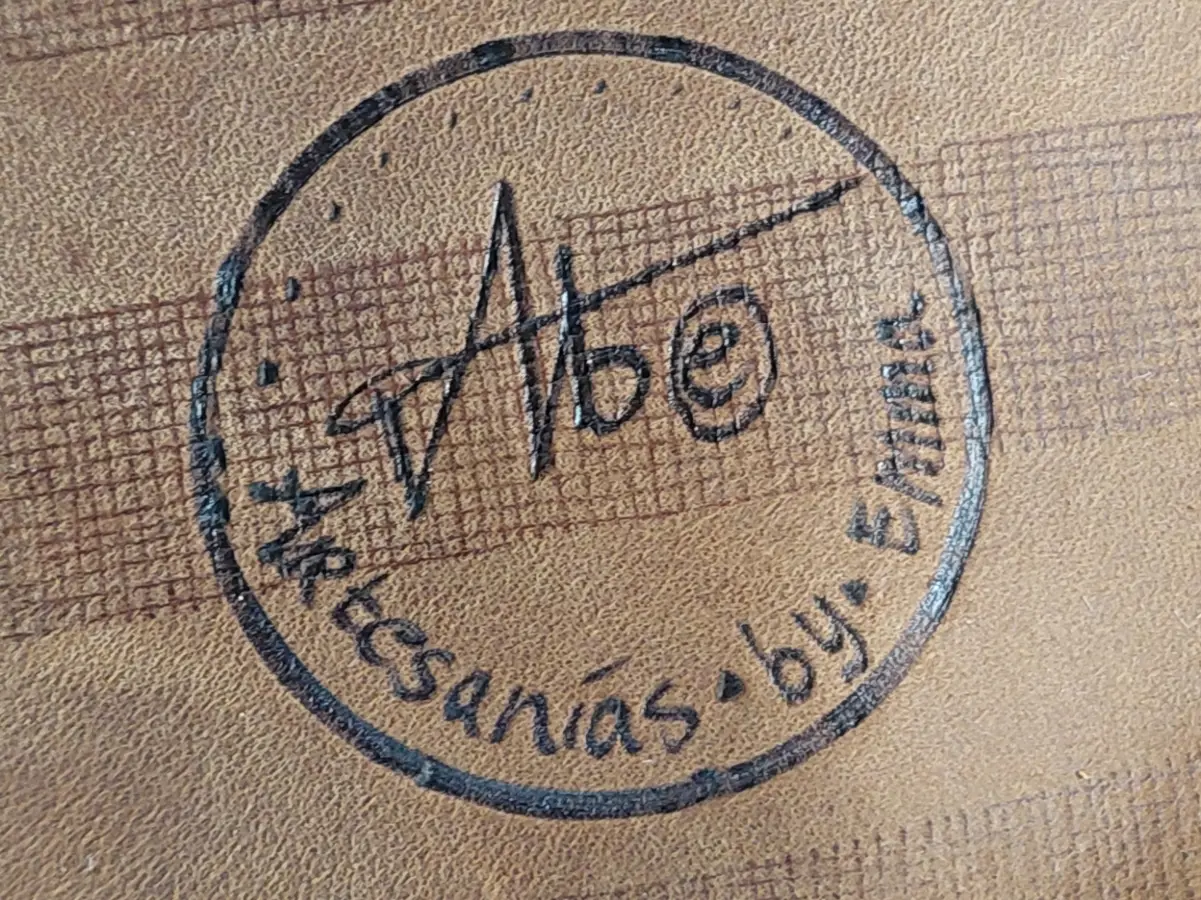 Abe
Artesanías • by • Emma